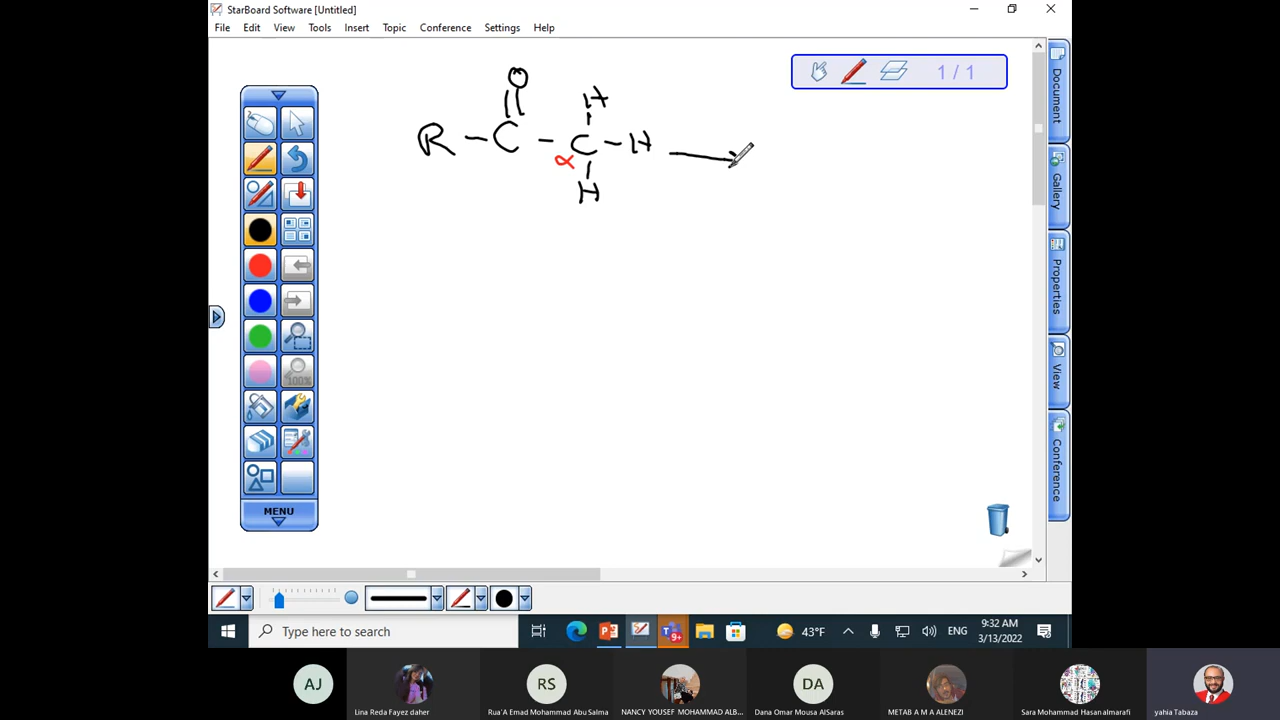 StarBoard Software [Untitled]
File Edit View Tools Insert Topic Conference Settings Help
1 / 1
O
H
R - C - C - H
α
H
Document
Gallery
Properties
View
Conference
100%
MENU
Type here to search
9+
43°F
ENG
9:32 AM
3/13/2022
AJ
RS
DA
Lina Reda Fayez daher
Rua'A Emad Mohammad Abu Salma
NANCY YOUSEF MOHAMMAD ALB...
Dana Omar Mousa AlSaras
METAB A M A ALENEZI
Sara Mohammad Hasan almarafi
yahia Tabaza